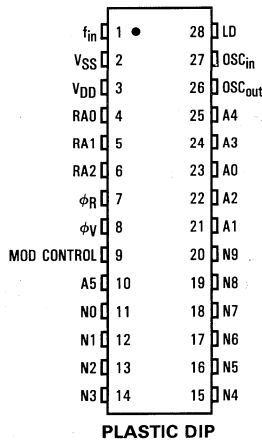 fin 1 28 LD
VSS 2 27 OSCin
VDD 3 26 OSCout
RA0 4 25 A4
RA1 5 24 A3
RA2 6 23 A0
ϕR 7 22 A2
ϕV 8 21 A1
MOD CONTROL 9 20 N9
A5 10 19 N8
N0 11 18 N7
N1 12 17 N6
N2 13 16 N5
N3 14 15 N4
PLASTIC DIP